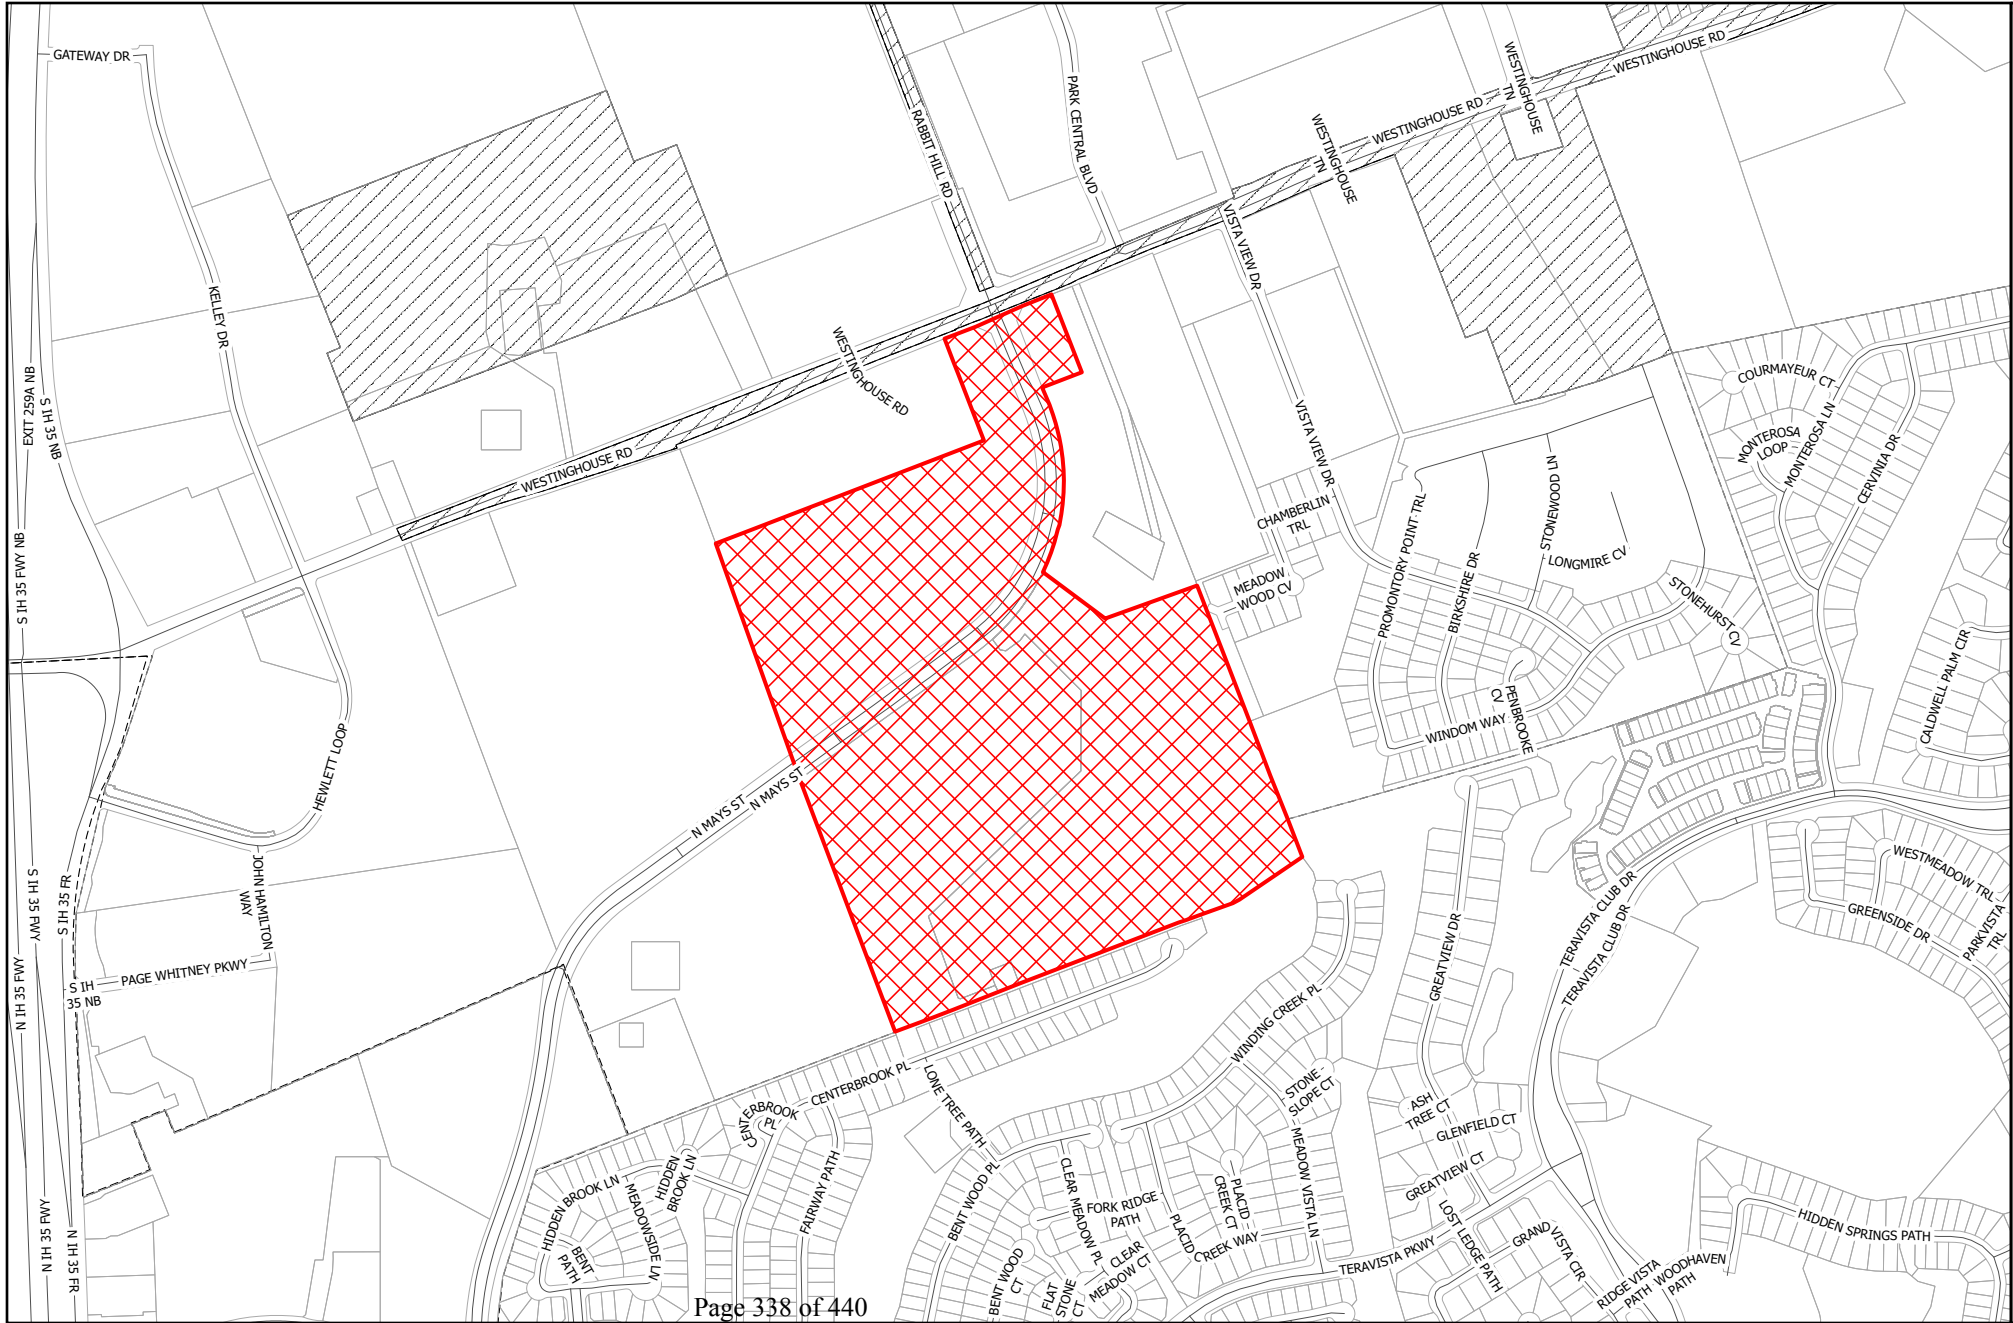 GATEWAY DR
KELLEY DR
RABBIT HILL RD
PARK CENTRAL BLVD
WESTINGHOUSE
TN
WESTINGHOUSE RD
WESTINGHOUSE RD
WESTINGHOUSE
TN
VISTA VIEW DR
WESTINGHOUSE RD
WESTINGHOUSE RD
EXIT 259A NB
S IH 35 NB
S IH 35 FWY NB
VISTA VIEW DR
CHAMBERLIN
TRL
MEADOW
WOOD CV
PROMONTORY POINT TRL
BIRKSHIRE DR
STONEWOOD LN
LONGMIRE CV
STONEHURST CV
PENBROOKE
CV
WINDOM WAY
COURMAYEUR CT
MONTEROSA
LOOP
MONTEROSA LN
CERVINIA DR
CALDWELL PALM CIR
HEWLETT LOOP
N MAYS ST
N MAYS ST
JOHN HAMILTON
WAY
PAGE WHITNEY PKWY
S IH
35 NB
S IH 35 FR
S IH 35 FWY
N IH 35 FWY
N IH 35 FWY
N IH 35 FR
GREATVIEW DR
TERAVISTA CLUB DR
TERAVISTA CLUB DR
WESTMEADOW TRL
GREENSIDE DR
PARKVISTA
TRL
WINDING CREEK PL
STONE
SLOPE CT
CENTERBROOK PL
CENTERBROOK
PL
LONE TREE PATH
HIDDEN BROOK LN
HIDDEN
BROOK LN
MEADOWSIDE LN
BENT
PATH
FAIRWAY PATH
BENT WOOD PL
BENT WOOD
CT
CLEAR MEADOW PL
FORK RIDGE
PATH
FLAT
STONE
CT
CLEAR
MEADOW CT
PLACID
CREEK WAY
PLACID
CREEK CT
MEADOW VISTA LN
ASH
TREE CT
GLENFIELD CT
GREATVIEW CT
LOST LEDGE PATH
TERAVISTA PKWY
GRAND
VISTA CIR
RIDGE VISTA
PATH
WOODHAVEN
PATH
HIDDEN SPRINGS PATH
Page 338 of 440